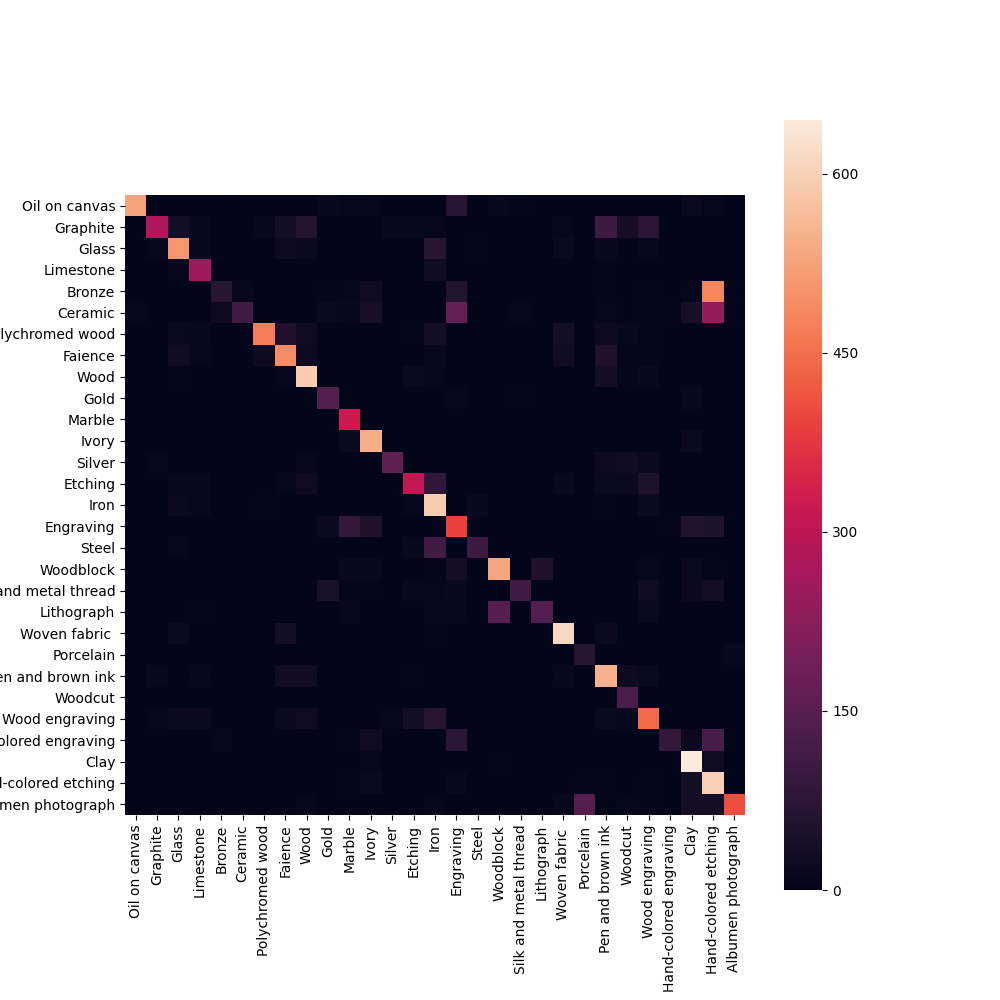 Oil on canvas
Graphite
Glass
Limestone
Bronze
Ceramic
lychromed wood
Faience
Wood
Gold
Marble
Ivory
Silver
Etching
Iron
Engraving
Steel
Woodblock
and metal thread
Lithograph
Woven fabric
Porcelain
en and brown ink
Woodcut
Wood engraving
olored engraving
Clay
l-colored etching
umen photograph
Oil on canvas
Graphite
Glass
Limestone
Bronze
Ceramic
Polychromed wood
Faience
Wood
Gold
Marble
Ivory
Silver
Etching
Iron
Engraving
Steel
Woodblock
Silk and metal thread
Lithograph
Woven fabric
Porcelain
Pen and brown ink
Woodcut
Wood engraving
Hand-colored engraving
Clay
Hand-colored etching
Albumen photograph
600
450
300
150
0